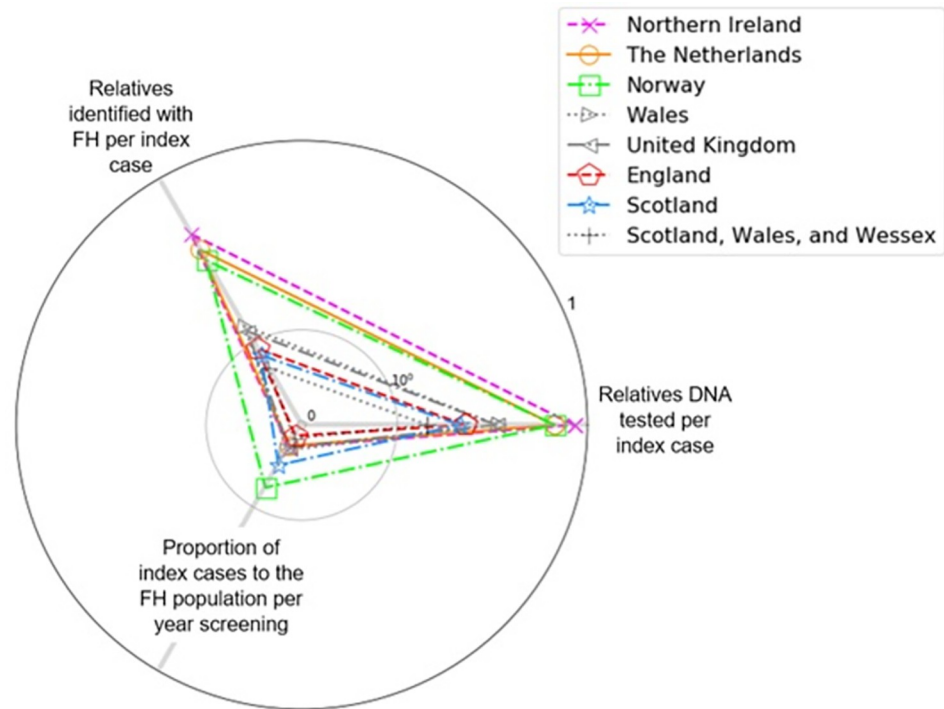 Northern Ireland
The Netherlands
Norway
Wales
United Kingdom
England
Scotland
Scotland, Wales, and Wessex
Relatives
identified with
FH per index
case
1
10⁰
0
Relatives DNA
tested per
index case
Proportion of
index cases to the
FH population per
year screening